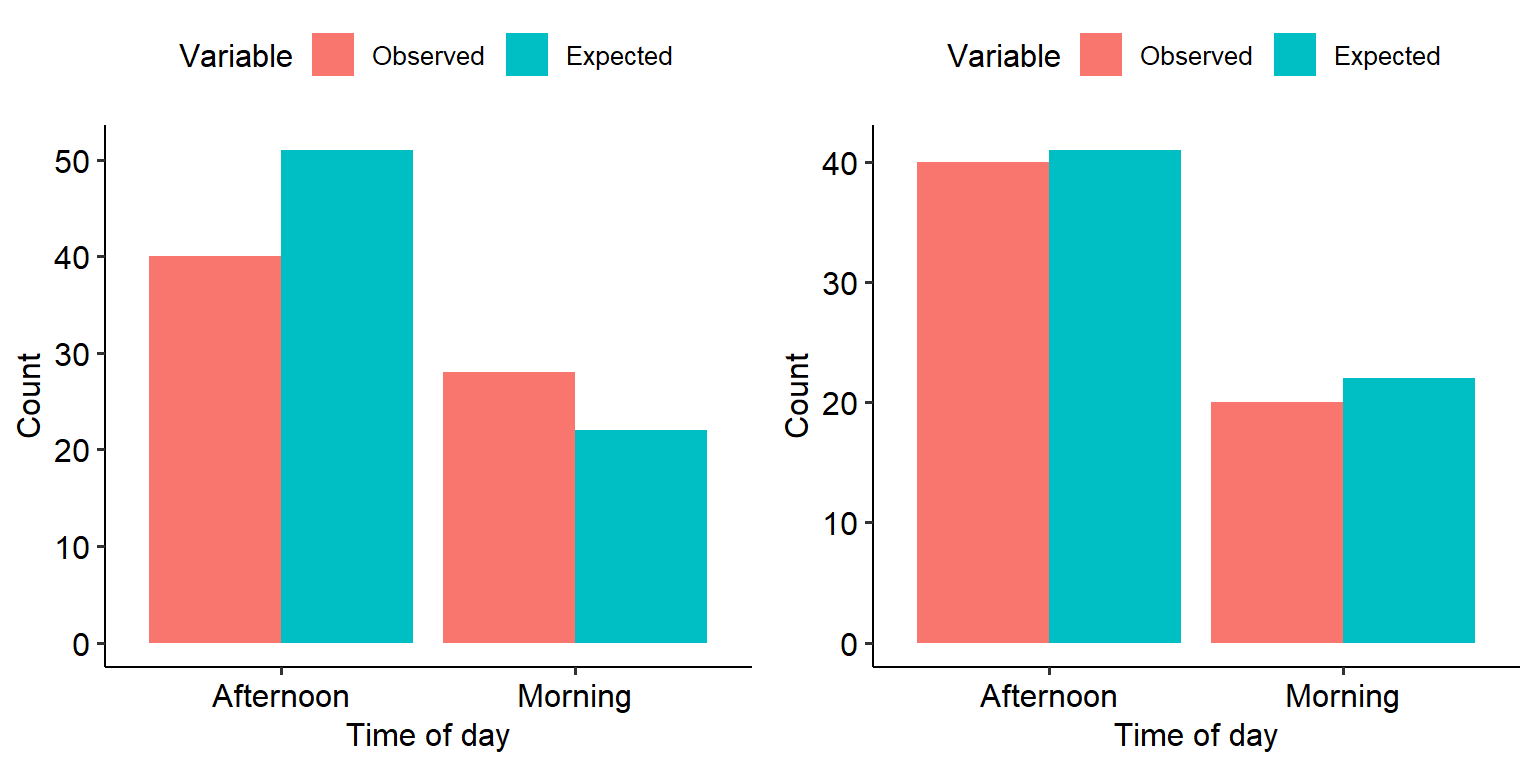 Variable Observed Expected
50
40
30
20
10
0
Count
Afternoon Morning
Time of day
Variable Observed Expected
40
30
20
10
0
Count
Afternoon Morning
Time of day